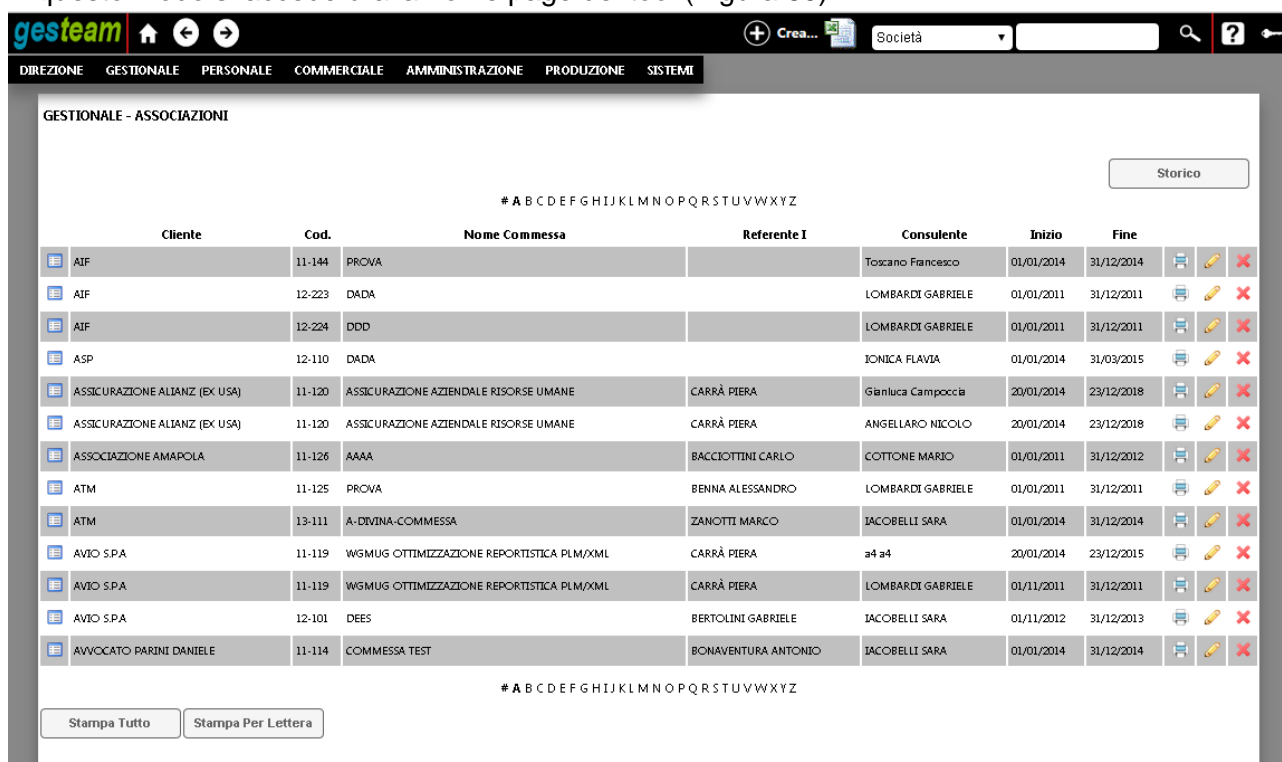 gesteam Crea... Società ?
DIREZIONE GESTIONALE PERSONALE COMMERCIALE AMMINISTRAZIONE PRODUZIONE SISTEMI
GESTIONALE - ASSOCIAZIONI
Storico
# A B C D E F G H I J K L M N O P Q R S T U V W X Y Z
Cliente Cod. Nome Commessa Referente I Consulente Inizio Fine
AIF 11-144 PROVA Toscano Francesco 01/01/2014 31/12/2014
AIF 12-223 DADA LOMBARDI GABRIELE 01/01/2011 31/12/2011
AIF 12-224 DDD LOMBARDI GABRIELE 01/01/2011 31/12/2011
ASP 12-110 DADA IONICA FLAVIA 01/01/2014 31/03/2015
ASSICURAZIONE ALIANZ (EX USA) 11-120 ASSICURAZIONE AZIENDALE RISORSE UMANE CARRÀ PIERA Gianluca Campoccia 20/01/2014 23/12/2018
ASSICURAZIONE ALIANZ (EX USA) 11-120 ASSICURAZIONE AZIENDALE RISORSE UMANE CARRÀ PIERA ANGELLARO NICOLO 20/01/2014 23/12/2018
ASSOCIAZIONE AMAPOLA 11-126 AAAA BACCIOTTINI CARLO COTTONE MARIO 01/01/2011 31/12/2012
ATM 11-125 PROVA BENNA ALESSANDRO LOMBARDI GABRIELE 01/01/2011 31/12/2011
ATM 13-111 A-DIVINA-COMMESSA ZANOTTI MARCO IACOBELLI SARA 01/01/2014 31/12/2014
AVIO S.P.A 11-119 WGMUG OTTIMIZZAZIONE REPORTISTICA PLM/XML CARRÀ PIERA a4 a4 20/01/2014 23/12/2015
AVIO S.P.A 11-119 WGMUG OTTIMIZZAZIONE REPORTISTICA PLM/XML CARRÀ PIERA LOMBARDI GABRIELE 01/11/2011 31/12/2011
AVIO S.P.A 12-101 DEES BERTOLINI GABRIELE IACOBELLI SARA 01/11/2012 31/12/2013
AVVOCATO PARINI DANIELE 11-114 COMMESSA TEST BONAVENTURA ANTONIO IACOBELLI SARA 01/01/2014 31/12/2014
# A B C D E F G H I J K L M N O P Q R S T U V W X Y Z
Stampa Tutto Stampa Per Lettera